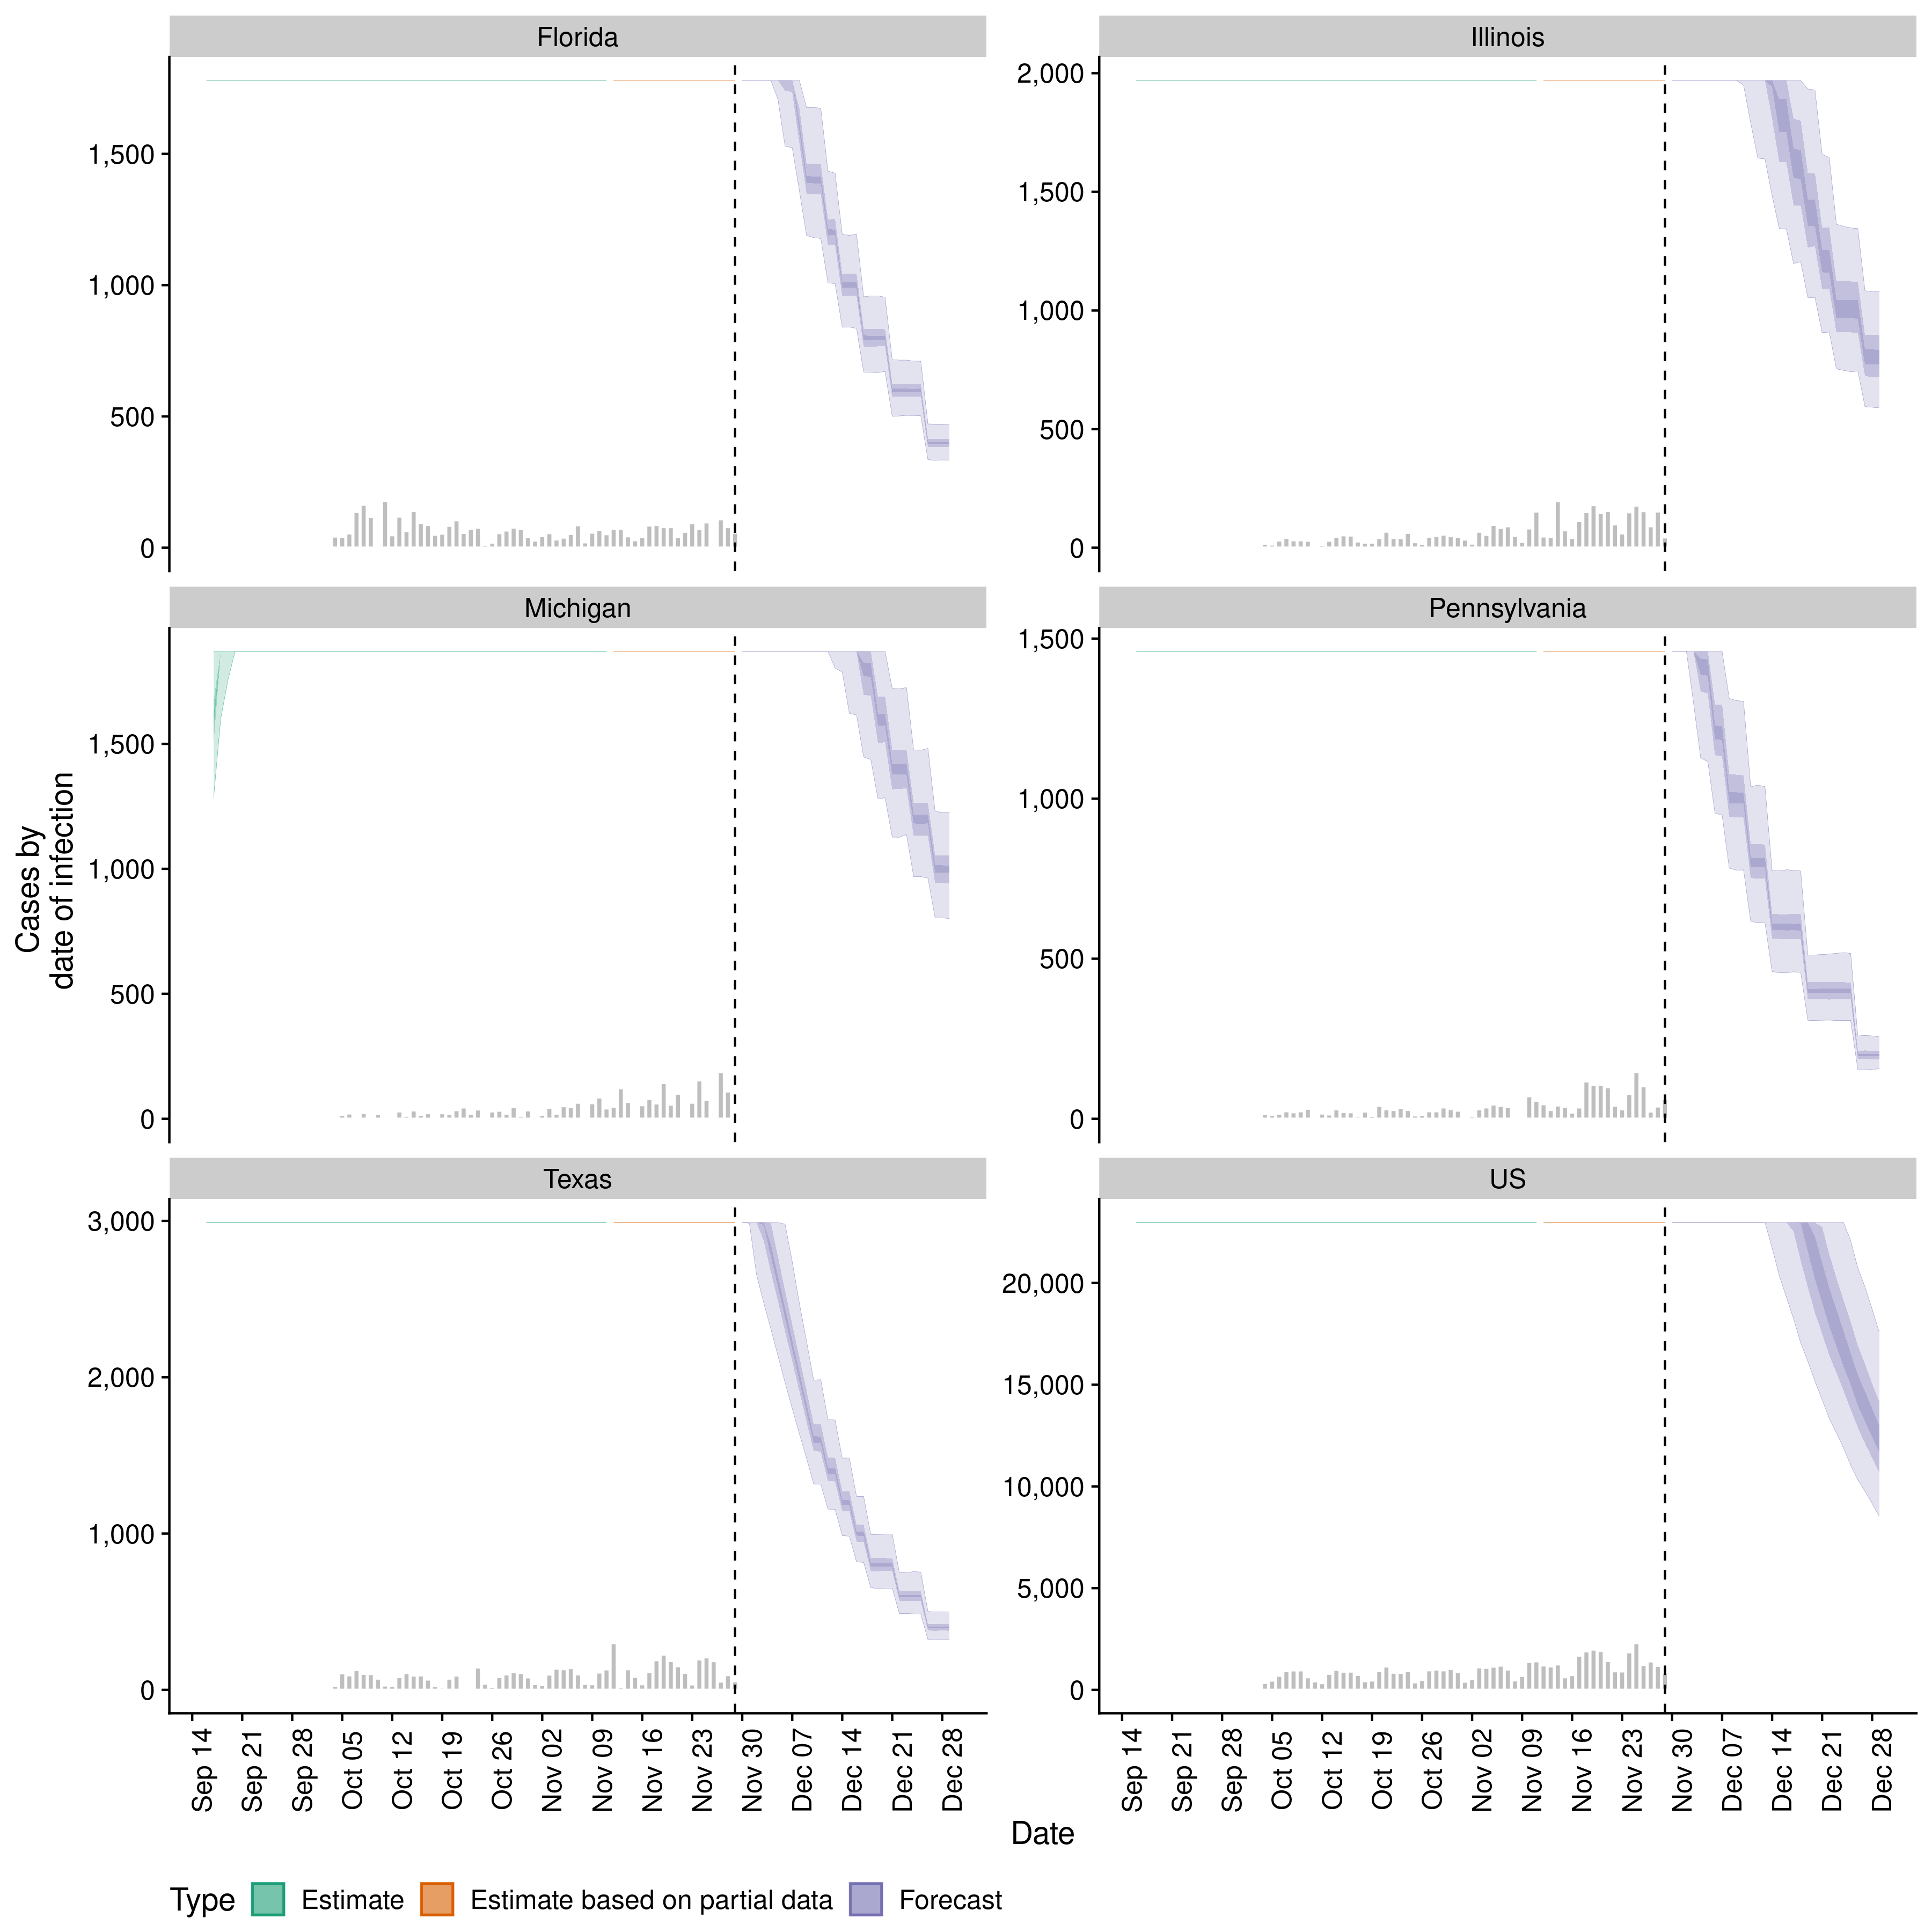 Florida
Illinois
1,500
1,000
500
0
2,000
1,500
1,000
500
0
Michigan
Pennsylvania
1,500
1,000
500
0
1,500
1,000
500
0
Texas
US
3,000
2,000
1,000
0
20,000
15,000
10,000
5,000
0
Cases by
date of infection
Sep 14
Sep 21
Sep 28
Oct 05
Oct 12
Oct 19
Oct 26
Nov 02
Nov 09
Nov 16
Nov 23
Nov 30
Dec 07
Dec 14
Dec 21
Dec 28
Sep 14
Sep 21
Sep 28
Oct 05
Oct 12
Oct 19
Oct 26
Nov 02
Nov 09
Nov 16
Nov 23
Nov 30
Dec 07
Dec 14
Dec 21
Dec 28
Date
Type Estimate Estimate based on partial data Forecast